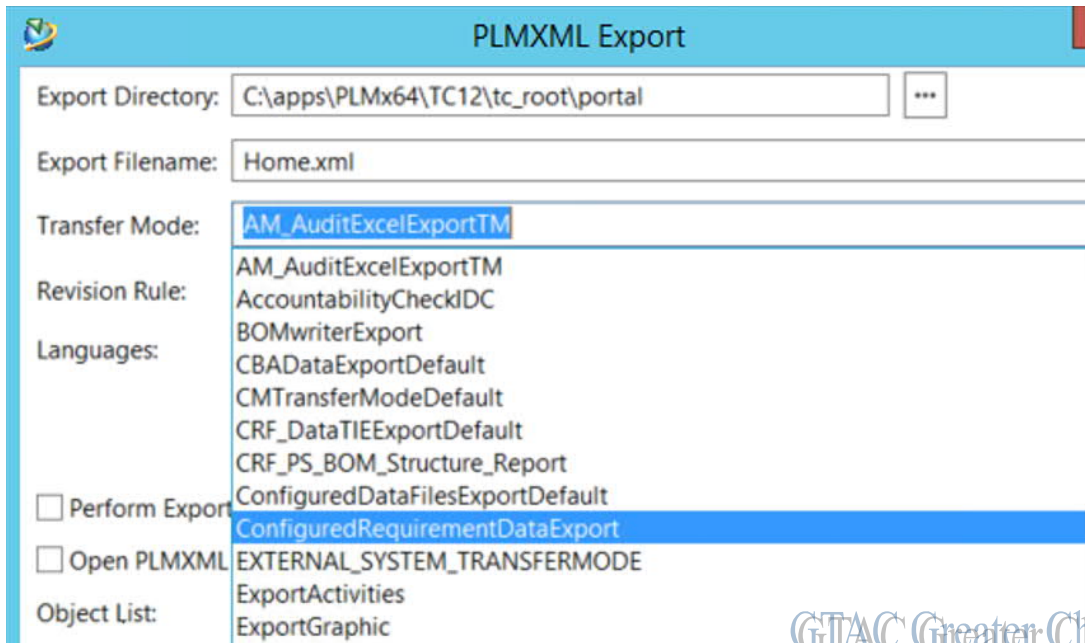 PLMXML Export
Export Directory: C:\apps\PLMx64\TC12\tc_root\portal ...
Export Filename: Home.xml
Transfer Mode: AM_AuditExcelExportTM
AM_AuditExcelExportTM
Revision Rule:
AccountabilityCheckIDC
BOMwriterExport
Languages:
CBADataExportDefault
CMTransferModeDefault
CRF_DataTIEExportDefault
CRF_PS_BOM_Structure_Report
ConfiguredDataFilesExportDefault
Perform Export
ConfiguredRequirementDataExport
Open PLMXML
EXTERNAL_SYSTEM_TRANSFERMODE
ExportActivities
Object List:
ExportGraphic
GTAC Greater Ch